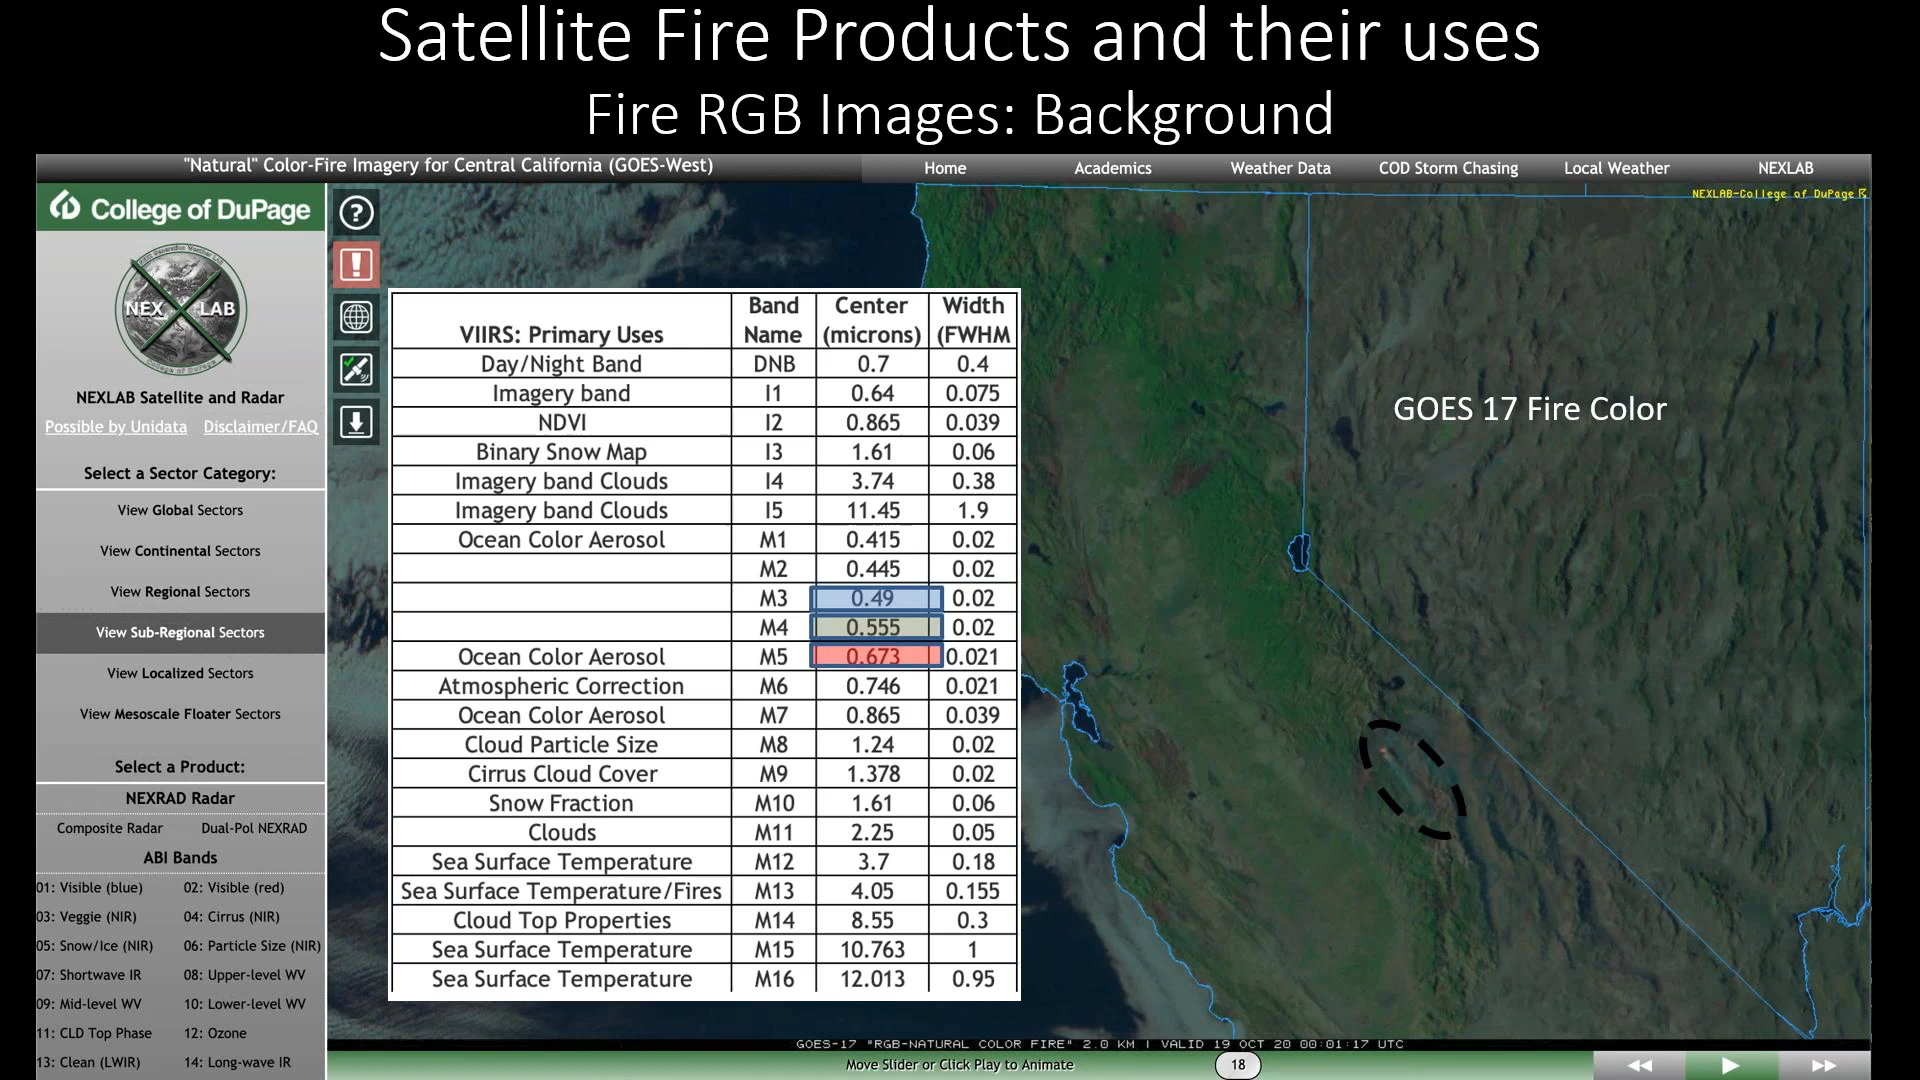 Satellite Fire Products and their uses
Fire RGB Images: Background
"Natural" Color-Fire Imagery for Central California (GOES-West)
Home Academics Weather Data COD Storm Chasing Local Weather NEXLAB
College of DuPage
NEXLAB-College of DuPage
NEX LAB
NEXLAB Satellite and Radar
Possible by Unidata Disclaimer/FAQ
Select a Sector Category:
View Global Sectors
View Continental Sectors
View Regional Sectors
View Sub-Regional Sectors
View Localized Sectors
View Mesoscale Floater Sectors
Select a Product:
NEXRAD Radar
Composite Radar Dual-Pol NEXRAD
ABI Bands
01: Visible (blue) 02: Visible (red)
03: Veggie (NIR) 04: Cirrus (NIR)
05: Snow/Ice (NIR) 06: Particle Size (NIR)
07: Shortwave IR 08: Upper-level WV
09: Mid-level WV 10: Lower-level WV
11: CLD Top Phase 12: Ozone
13: Clean (LWIR) 14: Long-wave IR
VIIRS: Primary Uses Band Name Center (microns) Width (FWHM
Day/Night Band DNB 0.7 0.4
Imagery band I1 0.64 0.075
NDVI I2 0.865 0.039
Binary Snow Map I3 1.61 0.06
Imagery band Clouds I4 3.74 0.38
Imagery band Clouds I5 11.45 1.9
Ocean Color Aerosol M1 0.415 0.02
M2 0.445 0.02
M3 0.49 0.02
M4 0.555 0.02
Ocean Color Aerosol M5 0.673 0.021
Atmospheric Correction M6 0.746 0.021
Ocean Color Aerosol M7 0.865 0.039
Cloud Particle Size M8 1.24 0.02
Cirrus Cloud Cover M9 1.378 0.02
Snow Fraction M10 1.61 0.06
Clouds M11 2.25 0.05
Sea Surface Temperature M12 3.7 0.18
Sea Surface Temperature/Fires M13 4.05 0.155
Cloud Top Properties M14 8.55 0.3
Sea Surface Temperature M15 10.763 1
Sea Surface Temperature M16 12.013 0.95
GOES 17 Fire Color
GOES-17 "RGB-NATURAL COLOR FIRE" 2.0 KM | VALID 19 OCT 20 00:01:17 UTC
Move Slider or Click Play to Animate 18